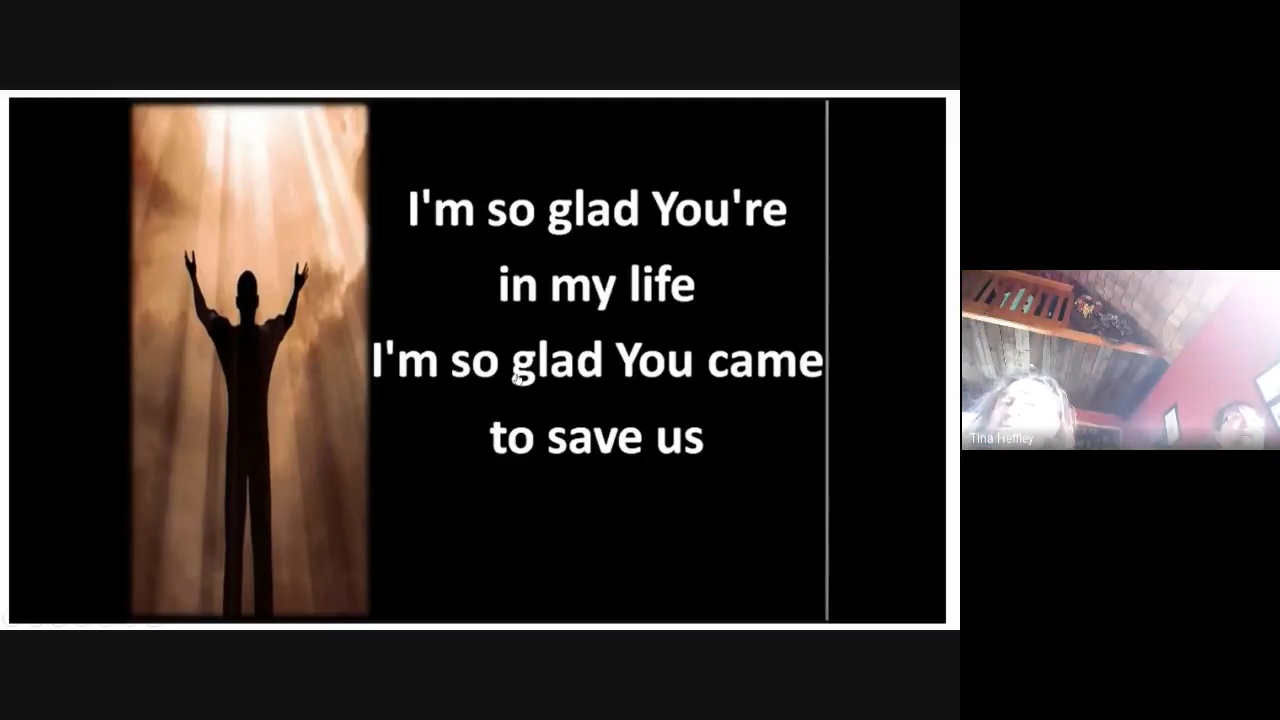 I'm so glad You're
in my life
I'm so glad You came
to save us
Tina Heffley